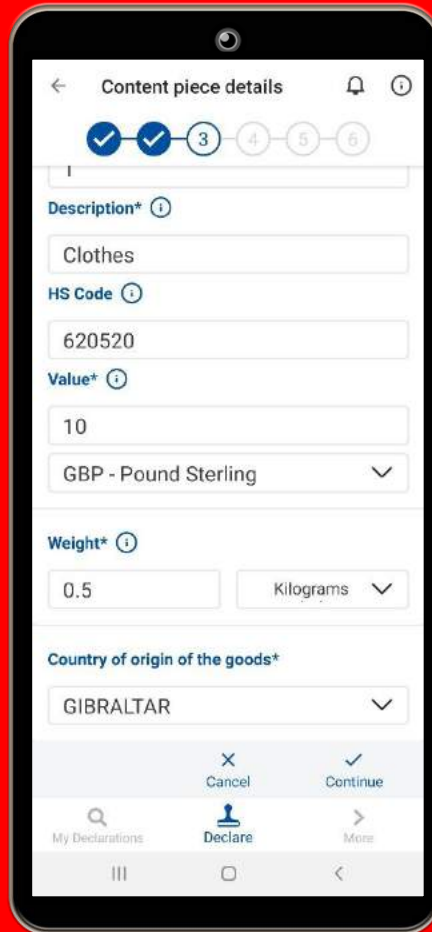 Content piece details
3 4 5 6
1
Description*
Clothes
HS Code
620520
Value*
10
GBP - Pound Sterling
Weight*
0.5 Kilograms
Country of origin of the goods*
GIBRALTAR
Cancel Continue
My Declarations Declare More